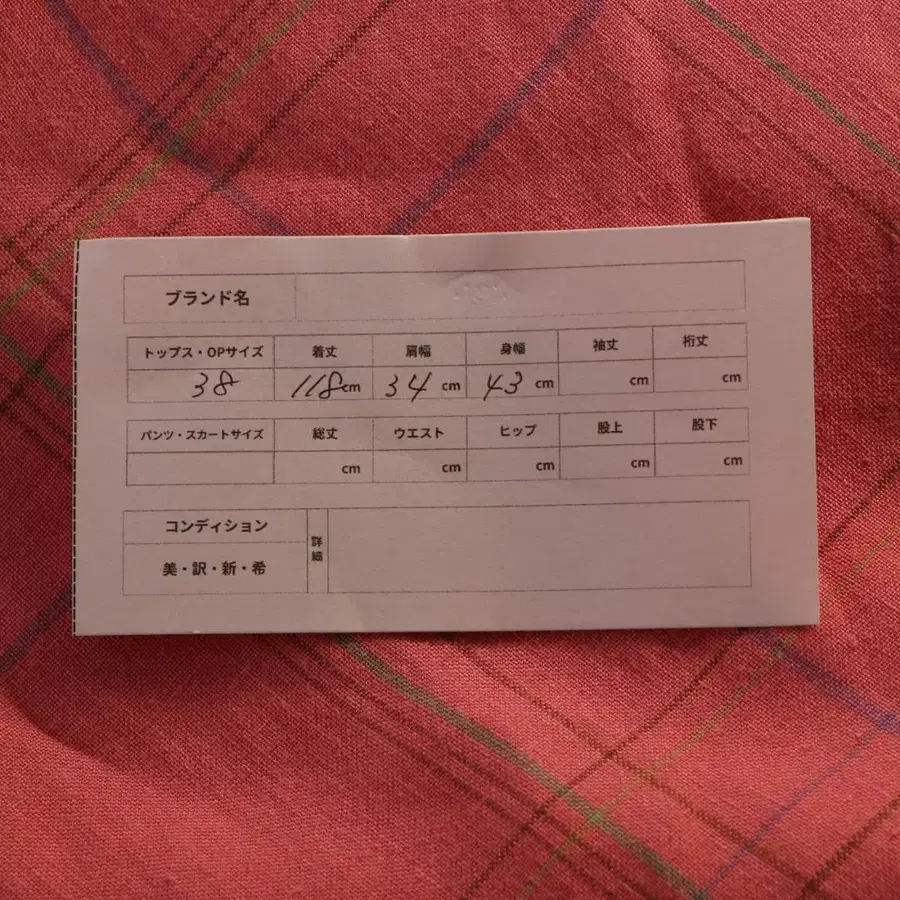 ブランド名
トップス・OPサイズ 着丈 肩幅 身幅 袖丈 裄丈
38 118cm 34 cm 43 cm cm cm
パンツ・スカートサイズ 総丈 ウエスト ヒップ 股上 股下
cm cm cm cm cm
コンディション 詳細
美・訳・新・希